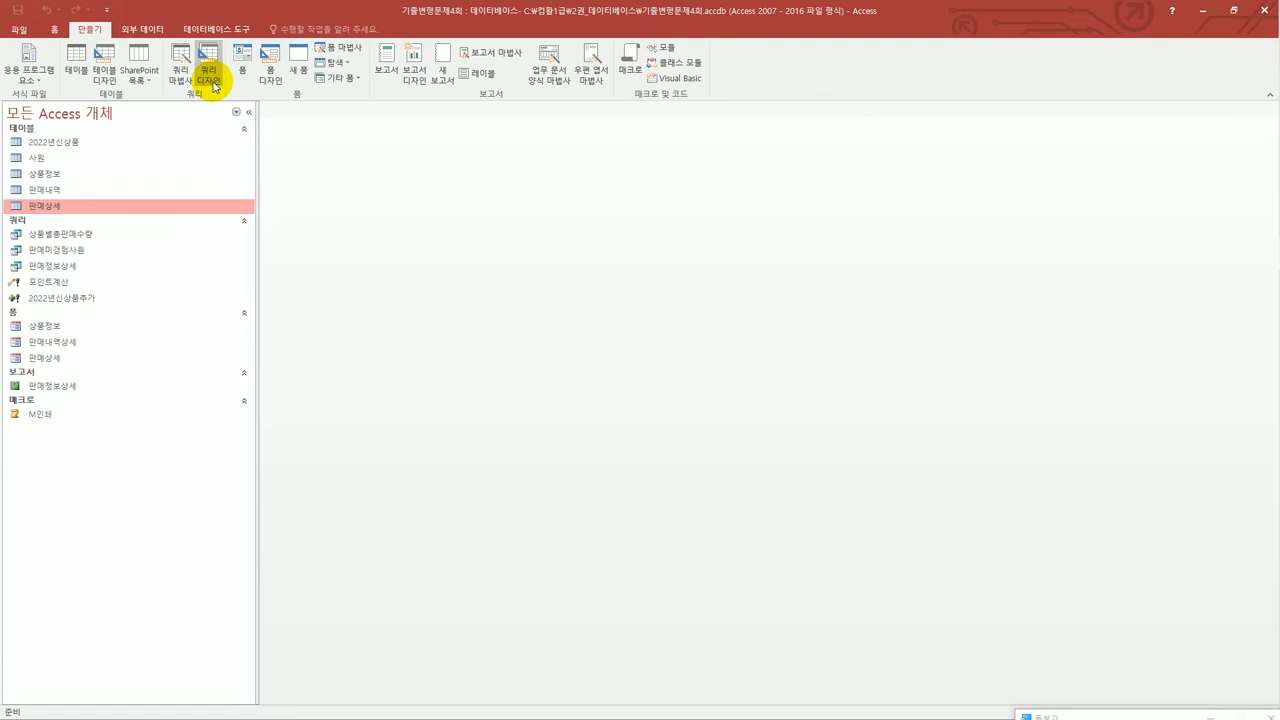 기출변형문제4회 : 데이터베이스- C:₩컴활1급₩2권_데이터베이스₩기출변형문제4회.accdb (Access 2007 - 2016 파일 형식) - Access
파일 홈 만들기 외부 데이터 데이터베이스 도구 수행할 작업을 알려 주세요.
응용 프로그램 요소
테이블
테이블 디자인
SharePoint 목록
쿼리 마법사
쿼리 디자인
폼
폼 디자인
새 폼
폼 마법사
탐색
기타 폼
보고서
보고서 디자인
새 보고서
보고서 마법사
레이블
업무 문서 양식 마법사
우편 엽서 마법사
매크로
모듈
클래스 모듈
Visual Basic
서식 파일 테이블 쿼리 폼 보고서 매크로 및 코드
모든 Access 개체
테이블
2022년신상품
사원
상품정보
판매내역
판매상세
쿼리
상품별총판매수량
판매미경험사원
판매정보상세
포인트계산
2022년신상품추가
폼
상품정보
판매내역상세
판매상세
보고서
판매정보상세
매크로
M인쇄
준비
돋보기